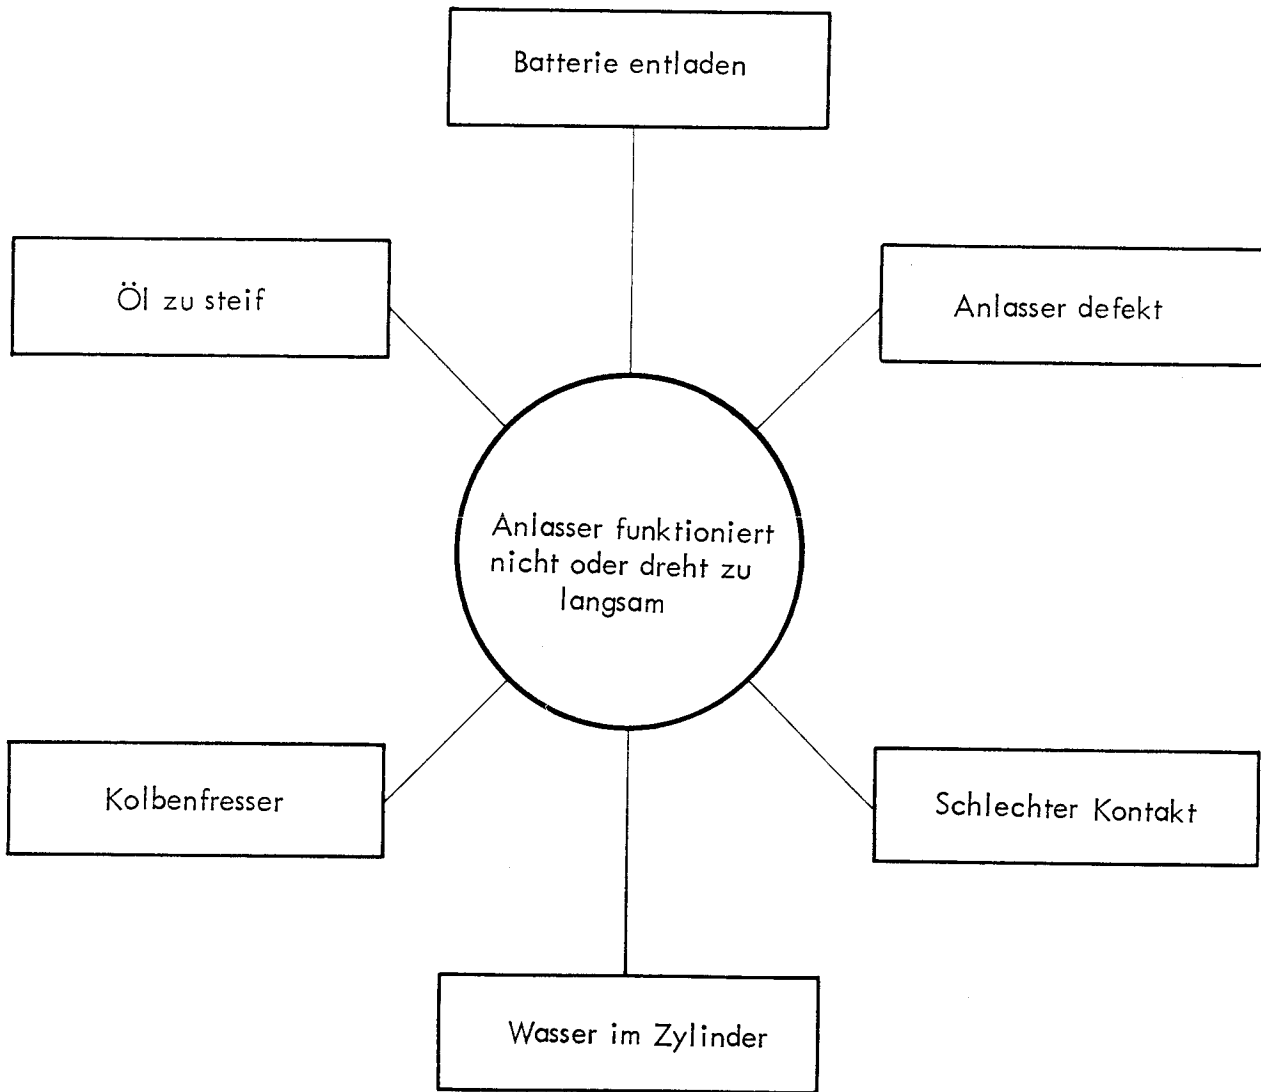 Batterie entladen
Öl zu steif
Anlasser defekt
Anlasser funktioniert
nicht oder dreht zu
langsam
Kolbenfresser
Schlechter Kontakt
Wasser im Zylinder